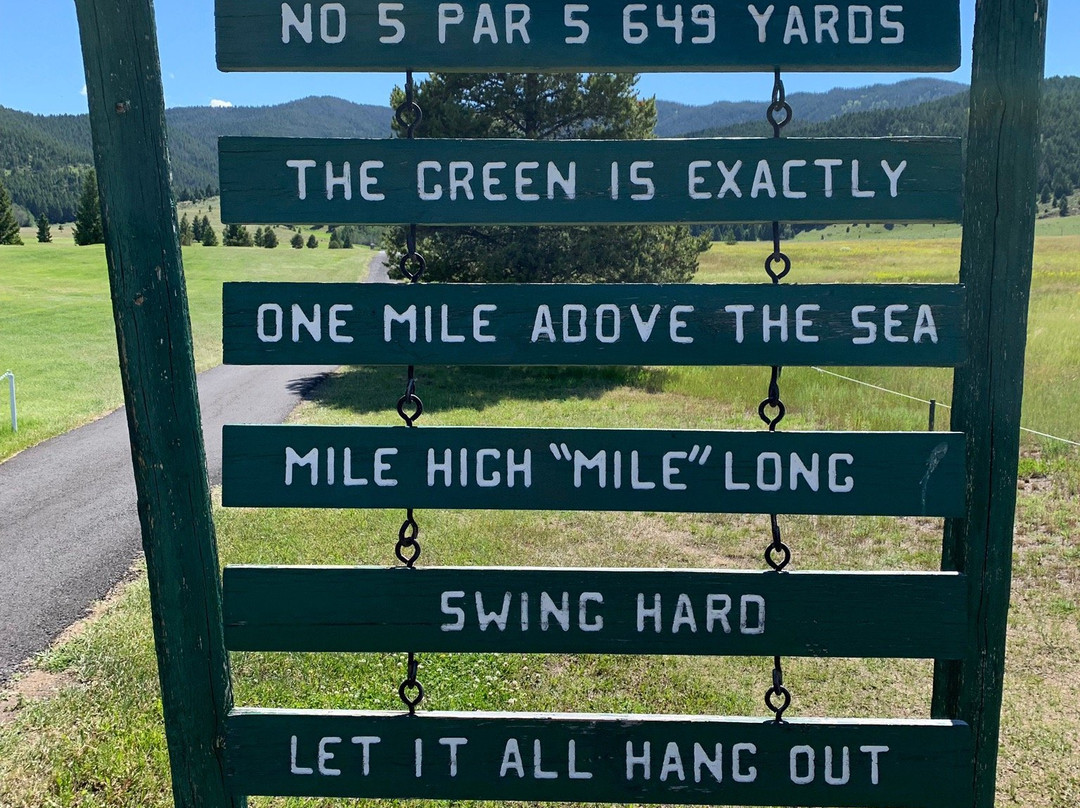 NO 5 PAR 5 649 YARDS
THE GREEN IS EXACTLY
ONE MILE ABOVE THE SEA
MILE HIGH "MILE" LONG
SWING HARD
LET IT ALL HANG OUT